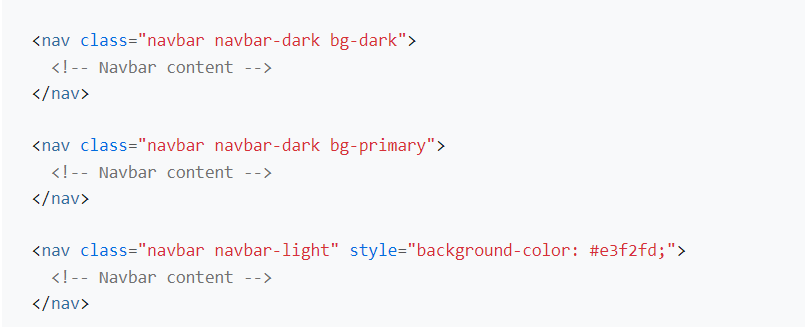 <nav class="navbar navbar-dark bg-dark">
  <!-- Navbar content -->
</nav>

<nav class="navbar navbar-dark bg-primary">
  <!-- Navbar content -->
</nav>

<nav class="navbar navbar-light" style="background-color: #e3f2fd;">
  <!-- Navbar content -->
</nav>